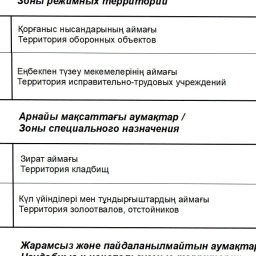 Зоны режимных территорий
Қорғаныс нысандарының аймағы
Территория оборонных объектов
Еңбекпен түзеу мекемелерінің аймағы
Территория исправительно-трудовых учреждений
Арнайы мақсаттағы аумақтар /
Зоны специального назначения
Зират аймағы
Территория кладбищ
Күл үйінділері мен тұндырғыштардың аймағы
Территория золоотвалов, отстойников
Жарамсыз және пайдаланылмайтын аумақтар